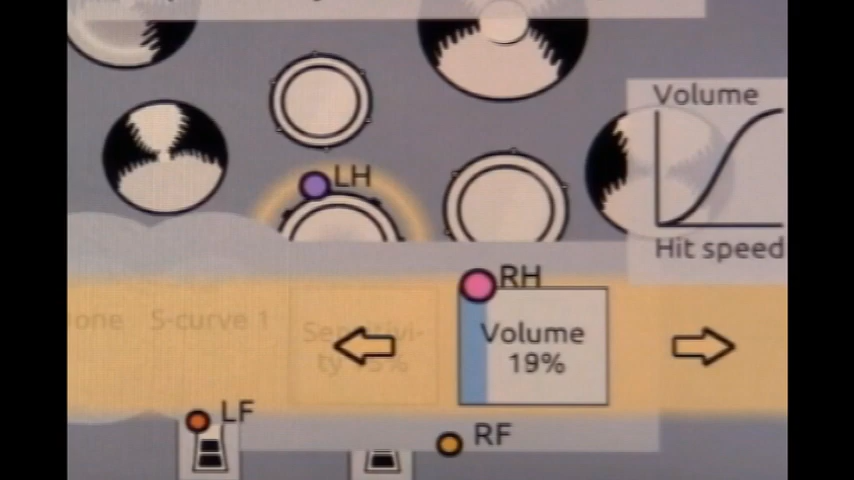 Volume
LH
Hit speed
RH
S-curve 1
Volume
19%
LF
RF